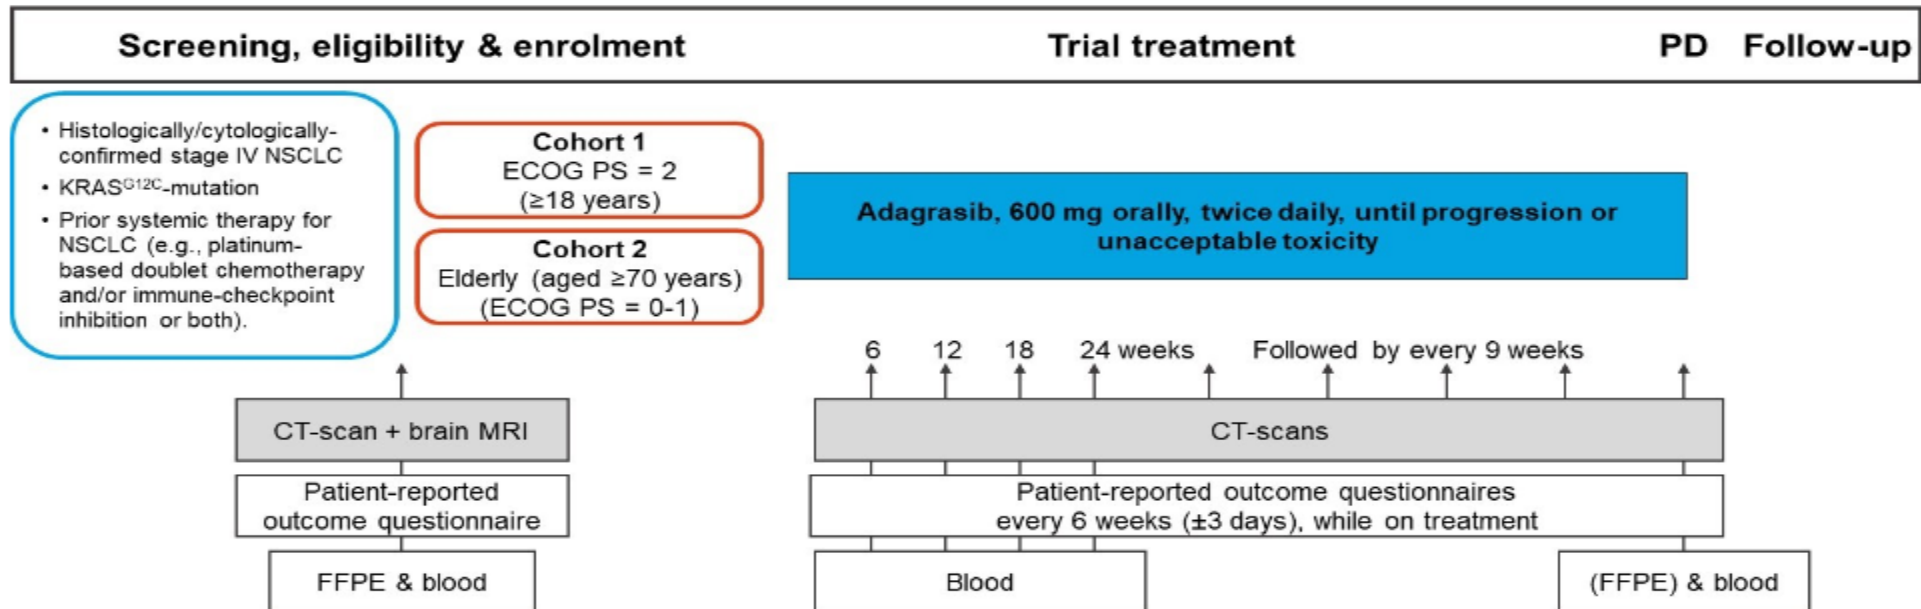 Screening, eligibility & enrolment
Trial treatment
PD
Follow-up
• Histologically/cytologically-
confirmed stage IV NSCLC
• KRASᴳ¹²ᶜ-mutation
• Prior systemic therapy for
NSCLC (e.g., platinum-
based doublet chemotherapy
and/or immune-checkpoint
inhibition or both).
Cohort 1
ECOG PS = 2
(≥18 years)
Cohort 2
Elderly (aged ≥70 years)
(ECOG PS = 0-1)
Adagrasib, 600 mg orally, twice daily, until progression or
unacceptable toxicity
6 12 18 24 weeks Followed by every 9 weeks
CT-scan + brain MRI
CT-scans
Patient-reported
outcome questionnaire
Patient-reported outcome questionnaires
every 6 weeks (±3 days), while on treatment
FFPE & blood
Blood
(FFPE) & blood